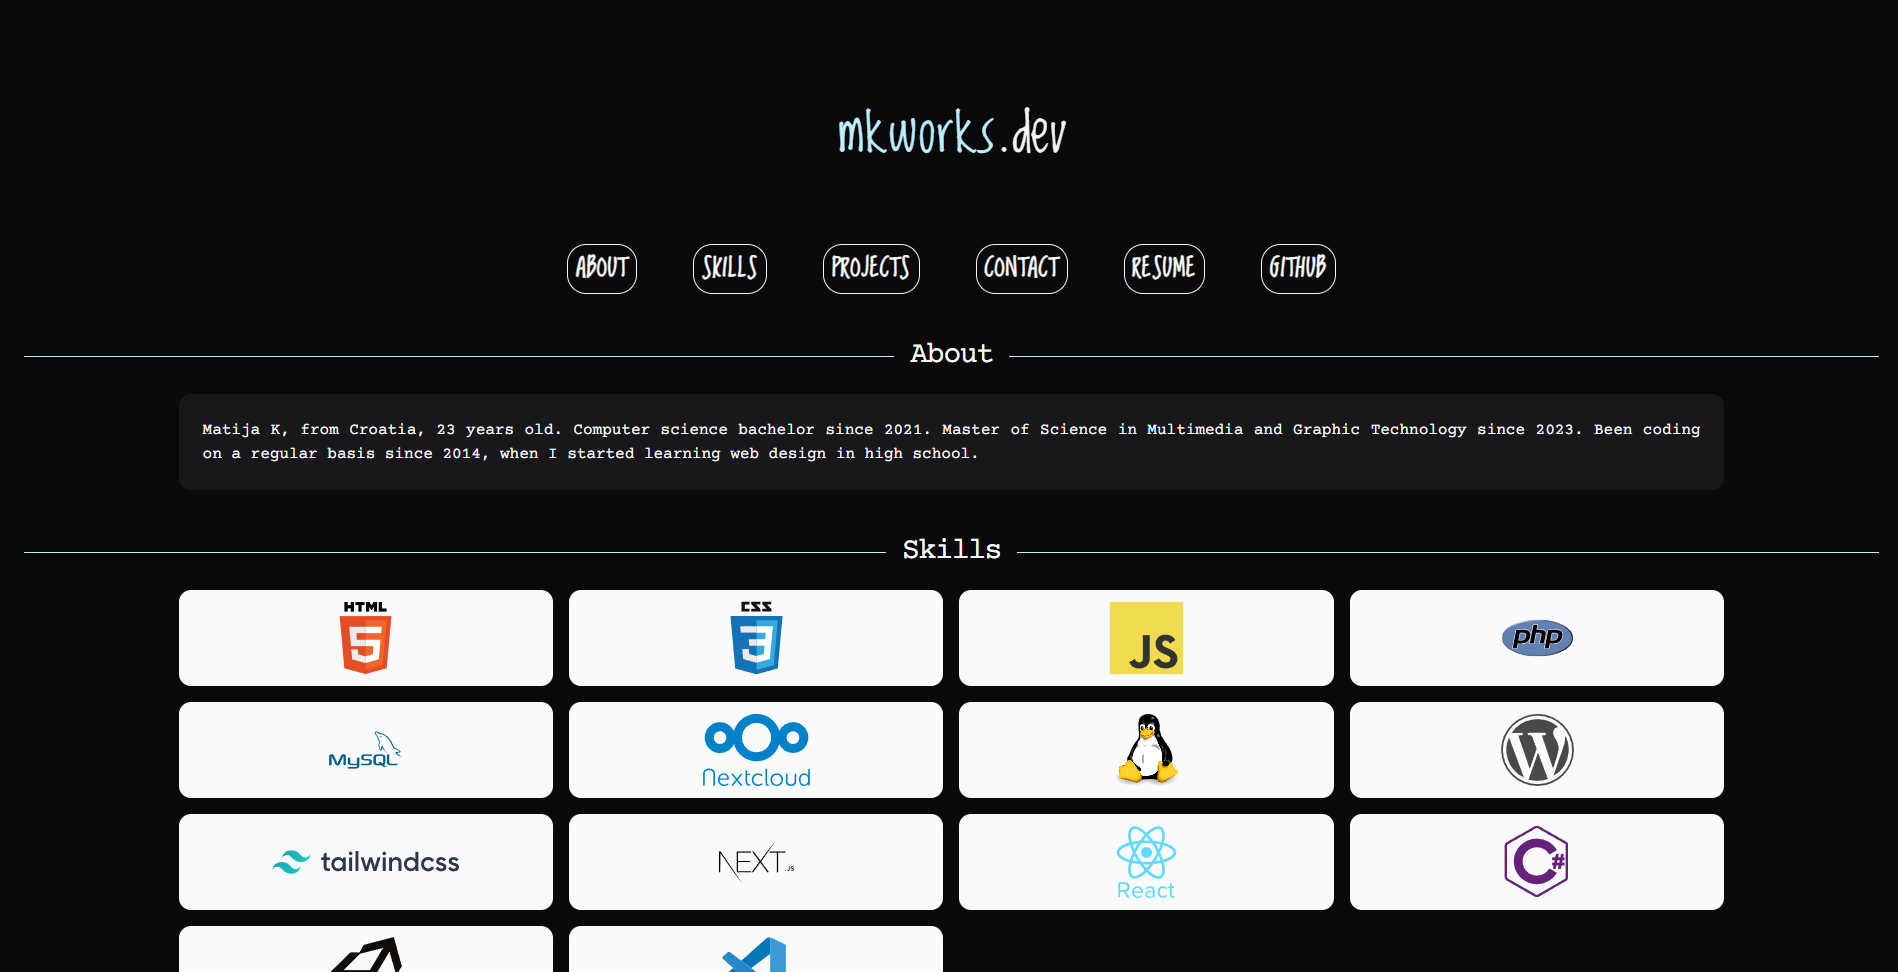 mkworks.dev
ABOUT SKILLS PROJECTS CONTACT RESUME GITHUB
About
Matija K, from Croatia, 23 years old. Computer science bachelor since 2021. Master of Science in Multimedia and Graphic Technology since 2023. Been coding
on a regular basis since 2014, when I started learning web design in high school.
Skills
HTML 5 CSS 3 JS php
MySQL Nextcloud W
tailwindcss NEXT.JS React C#